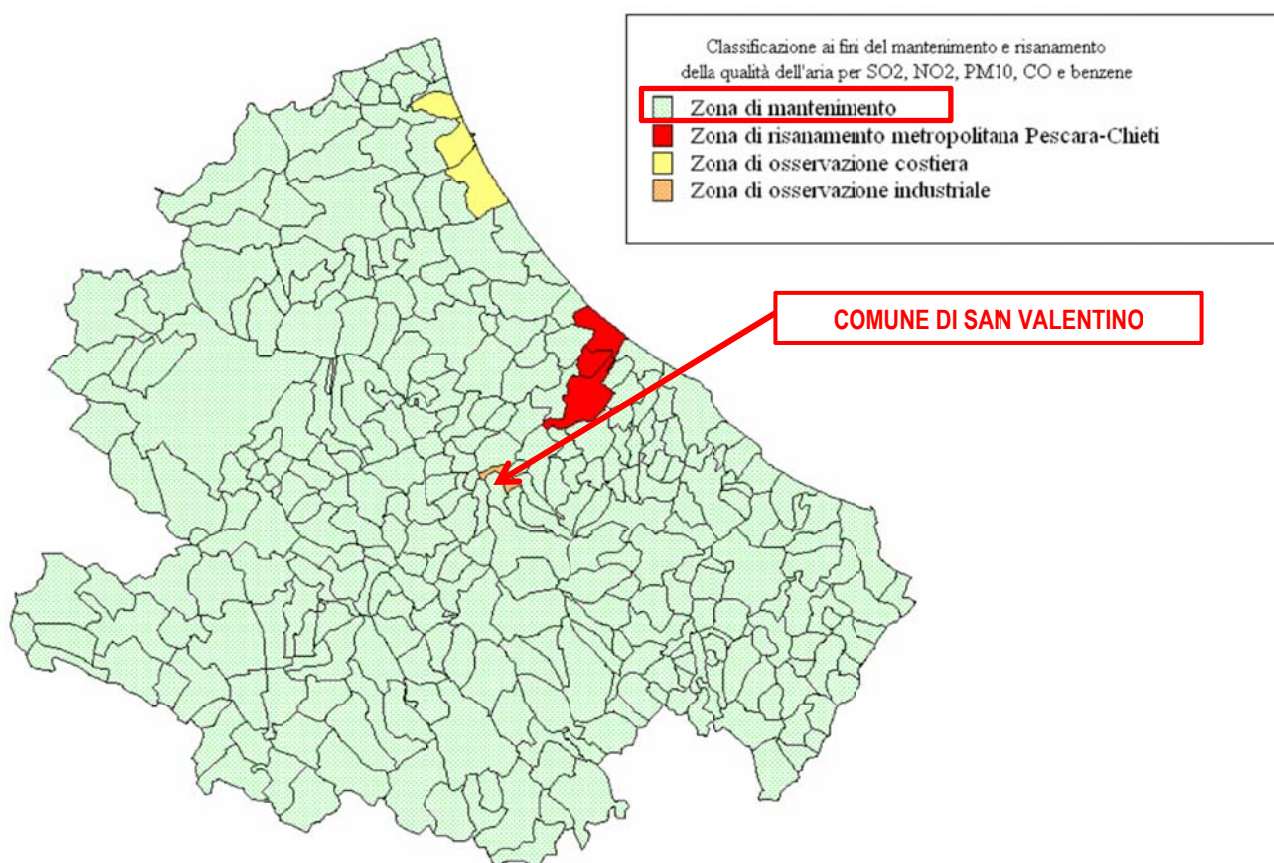 Classificazione ai fini del mantenimento e risanamento
della qualità dell'aria per SO2, NO2, PM10, CO e benzene
Zona di mantenimento
Zona di risanamento metropolitana Pescara-Chieti
Zona di osservazione costiera
Zona di osservazione industriale
COMUNE DI SAN VALENTINO